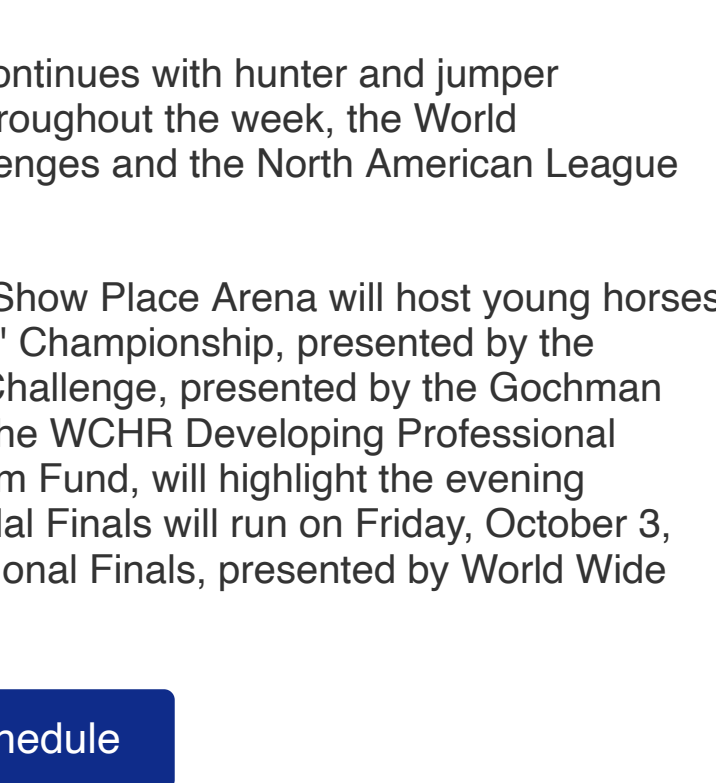 ontinues with hunter and jumper
roughout the week, the World
enges and the North American League
Show Place Arena will host young horses
" Championship, presented by the
Challenge, presented by the Gochman
he WCHR Developing Professional
m Fund, will highlight the evening
al Finals will run on Friday, October 3,
ional Finals, presented by World Wide
hedule